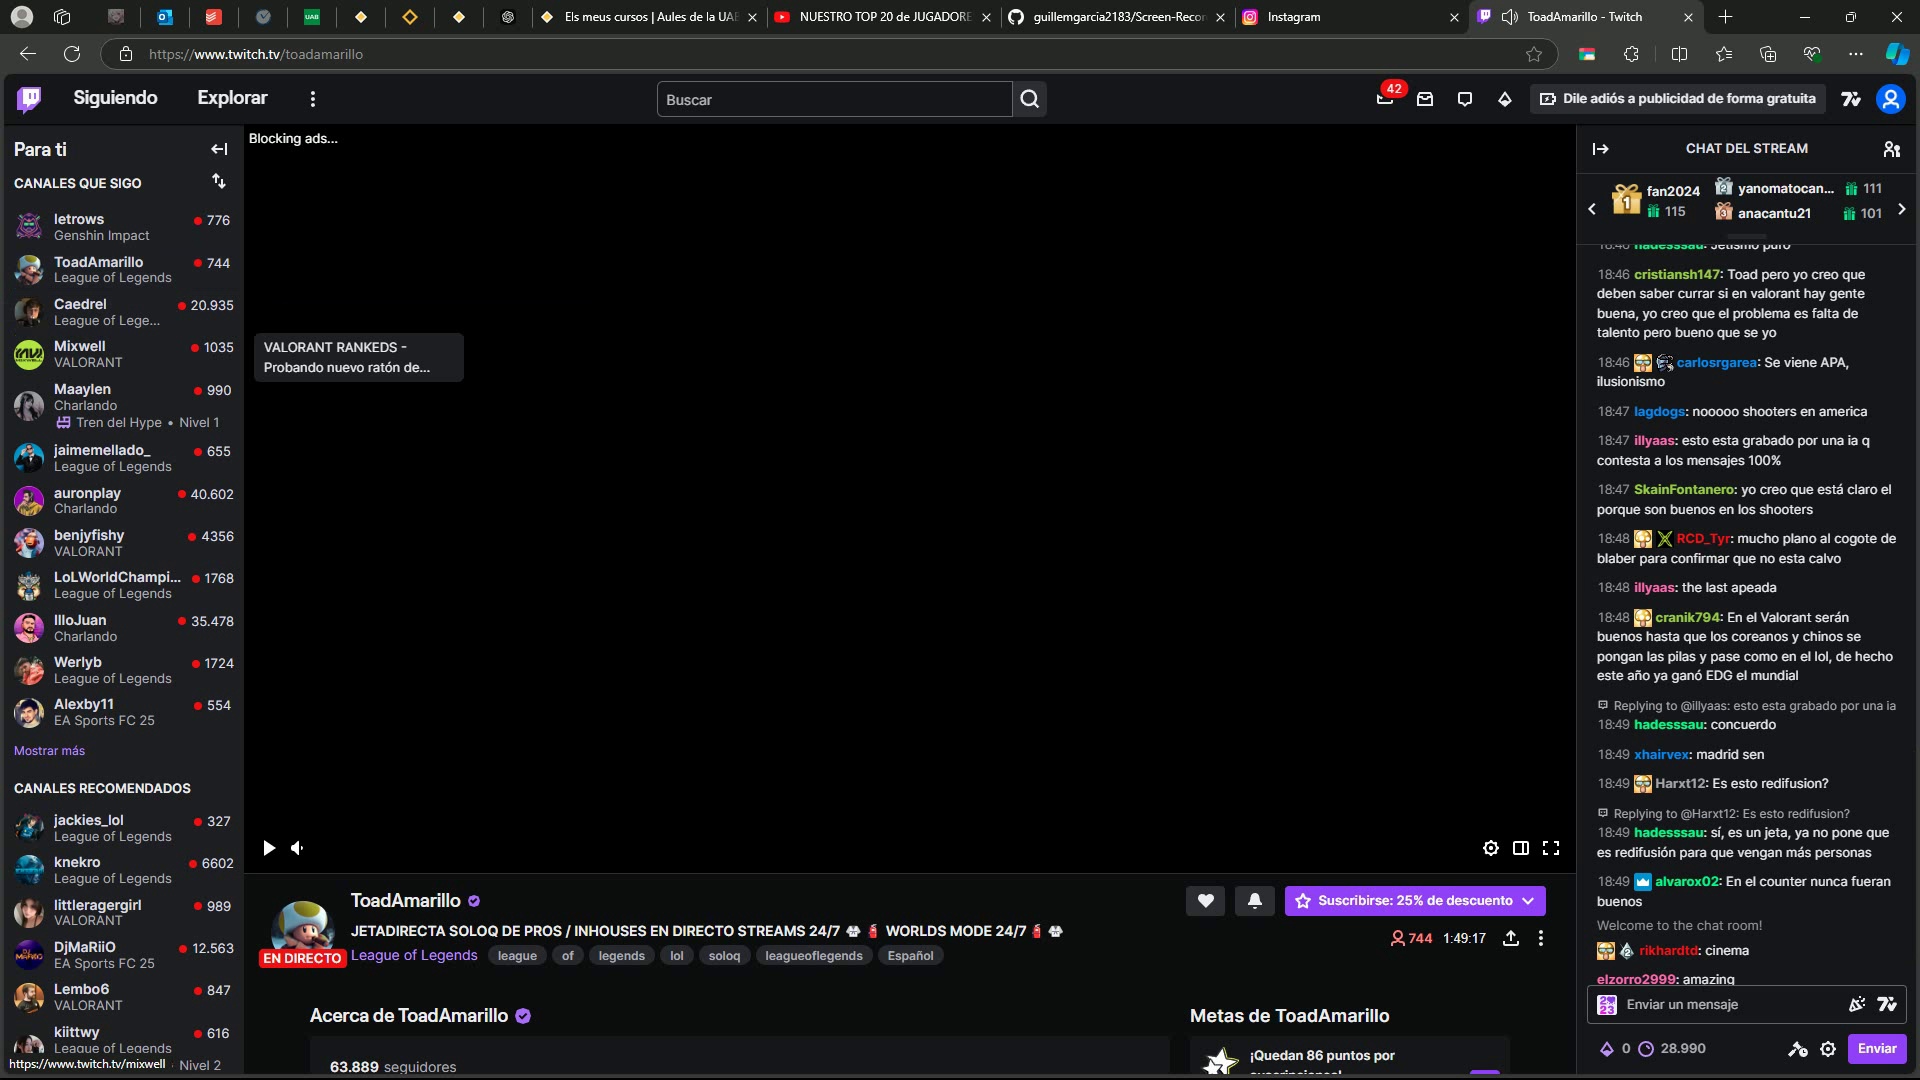 Els meus cursos | Aules de la UAB
NUESTRO TOP 20 de JUGADORE
guillemgarcia2183/Screen-Recor
Instagram
ToadAmarillo - Twitch
https://www.twitch.tv/toadamarillo
Siguiendo
Explorar
Buscar
42
Dile adiós a publicidad de forma gratuita
Para ti
CANALES QUE SIGO
letrows 776
Genshin Impact
ToadAmarillo 744
League of Legends
Caedrel 20.935
League of Lege...
Mixwell 1035
VALORANT
Maaylen 990
Charlando
Tren del Hype • Nivel 1
jaimemellado_ 655
League of Legends
auronplay 40.602
Charlando
benjyfishy 4356
VALORANT
LoLWorldChampi... 1768
League of Legends
IlloJuan 35.478
Charlando
Werlyb 1724
League of Legends
Alexby11 554
EA Sports FC 25
Mostrar más
CANALES RECOMENDADOS
jackies_lol 327
League of Legends
knekro 6602
League of Legends
littleragergirl 989
VALORANT
DjMaRiiO 12.563
EA Sports FC 25
Lembo6 847
VALORANT
kiittwy 616
League of Legends
https://www.twitch.tv/mixwell Nivel 2
Blocking ads...
VALORANT RANKEDS -
Probando nuevo ratón de...
ToadAmarillo
Suscribirse: 25% de descuento
JETADIRECTA SOLOQ DE PROS / INHOUSES EN DIRECTO STREAMS 24/7 WORLDS MODE 24/7
744 1:49:17
EN DIRECTO
League of Legends league of legends lol soloq leagueoflegends Español
Acerca de ToadAmarillo
63.889 seguidores
Metas de ToadAmarillo
¡Quedan 86 puntos por
CHAT DEL STREAM
1 fan2024 115
2 yanomatocan... 111
3 anacantu21 101
18:46 hadesssau: Jetismo puro
18:46 cristiansh147: Toad pero yo creo que
deben saber currar si en valorant hay gente
buena, yo creo que el problema es falta de
talento pero bueno que se yo
18:46 carlosrgarea: Se viene APA,
ilusionismo
18:47 lagdogs: nooooo shooters en america
18:47 illyaas: esto esta grabado por una ia q
contesta a los mensajes 100%
18:47 SkainFontanero: yo creo que está claro el
porque son buenos en los shooters
18:48 RCD_Tyr: mucho plano al cogote de
blaber para confirmar que no esta calvo
18:48 illyaas: the last apeada
18:48 cranik794: En el Valorant serán
buenos hasta que los coreanos y chinos se
pongan las pilas y pase como en el lol, de hecho
este año ya ganó EDG el mundial
Replying to @illyaas: esto esta grabado por una ia
18:49 hadesssau: concuerdo
18:49 xhairvex: madrid sen
18:49 Harxt12: Es esto redifusion?
Replying to @Harxt12: Es esto redifusion?
18:49 hadesssau: sí, es un jeta, ya no pone que
es redifusión para que vengan más personas
18:49 alvarox02: En el counter nunca fueran
buenos
Welcome to the chat room!
rikhardtd: cinema
elzorro2999: amazing
Enviar un mensaje
0 28.990
Enviar